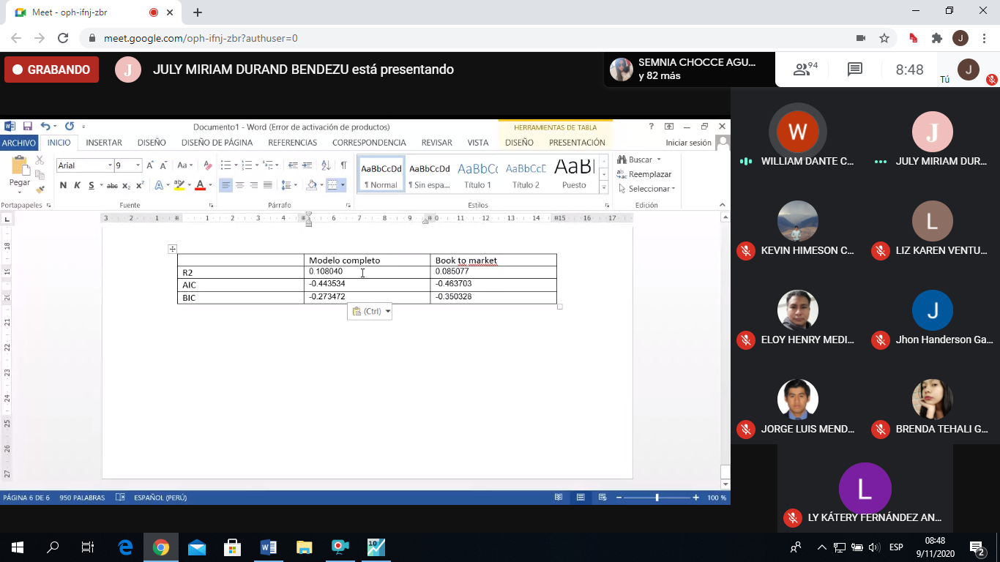 Meet - oph-ifnj-zbr
meet.google.com/oph-ifnj-zbr?authuser=0
J
GRABANDO
J
JULY MIRIAM DURAND BENDEZU está presentando
SEMNIA CHOCCE AGU...
y 82 más
94
8:48
Tú
J
Documento1 - Word (Error de activación de productos)
HERRAMIENTAS DE TABLA
ARCHIVO
INICIO
INSERTAR
DISEÑO
DISEÑO DE PÁGINA
REFERENCIAS
CORRESPONDENCIA
REVISAR
VISTA
DISEÑO
PRESENTACIÓN
Iniciar sesión
Pegar
Portapapeles
Arial
9
Aa
N K S abc x₂ x²
A
Fuente
Párrafo
AaBbCcDd
¶ Normal
AaBbCcDd
¶ Sin espa...
AaBbCc
Título 1
AaBbCcD
Título 2
AaBI
Puesto
Estilos
Buscar
Reemplazar
Seleccionar
Edición
3 2 1 1 2 3 4 6 7 8 9 0 11 12 13 14 15 16 17
18
19
20
21
22
23
24
25
26
27
Modelo completo Book to market
R2 0.108040 0.085077
AIC -0.443534 -0.463703
BIC -0.273472 -0.350328
(Ctrl)
PÁGINA 6 DE 6
950 PALABRAS
ESPAÑOL (PERÚ)
100 %
W
WILLIAM DANTE C...
J
JULY MIRIAM DUR...
KEVIN HIMESON C...
L
LIZ KAREN VENTU...
ELOY HENRY MEDI...
J
Jhon Handerson Ga...
JORGE LUIS MEND...
BRENDA TEHALI G...
L
LY KÁTERY FERNÁNDEZ AN...
10
ESP
08:48
9/11/2020
2